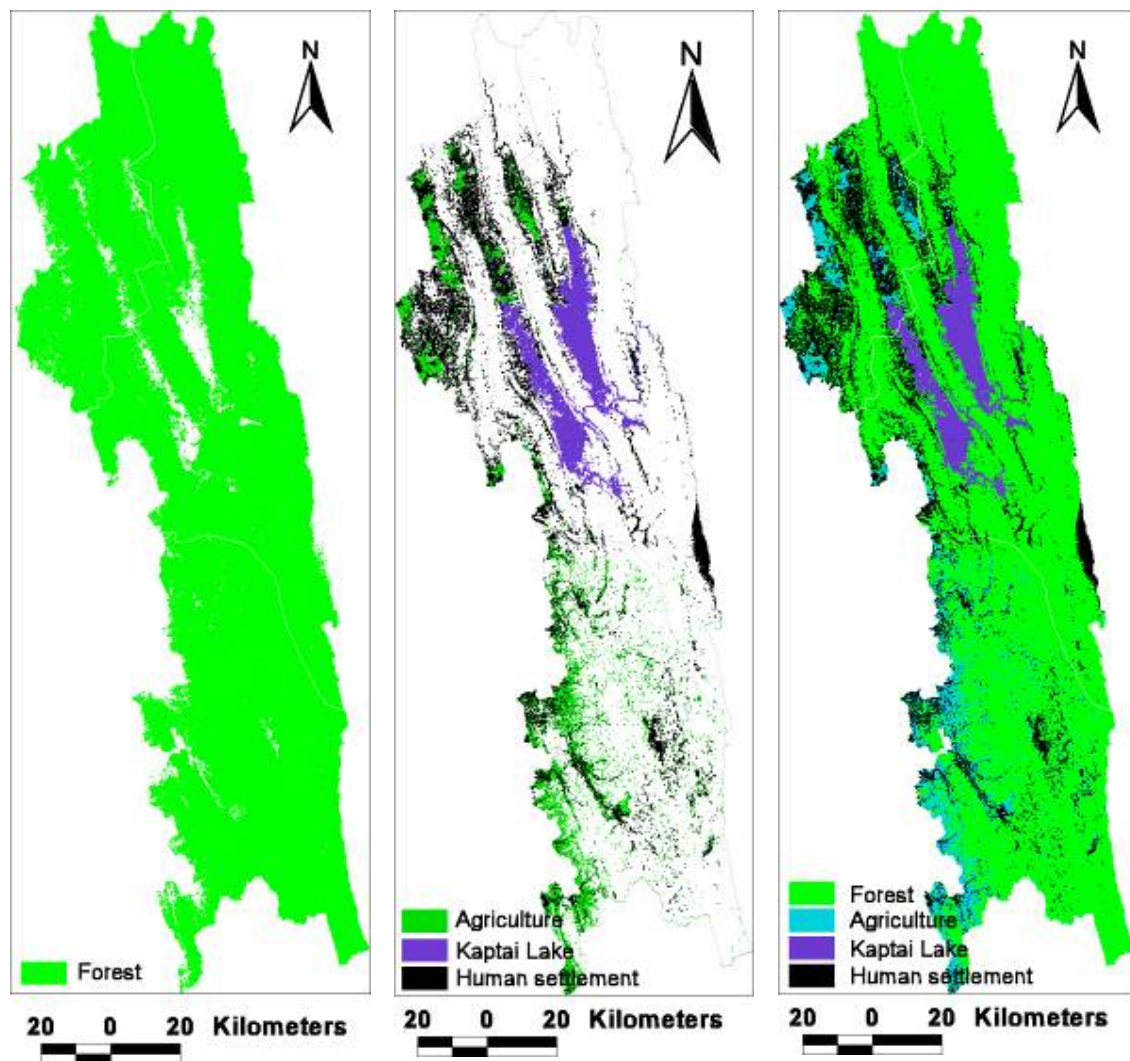 N
Forest
20 0 20 Kilometers
N
Agriculture
Kaptai Lake
Human settlement
20 0 20 Kilometers
N
Forest
Agriculture
Kaptai Lake
Human settlement
20 0 20 Kilometers